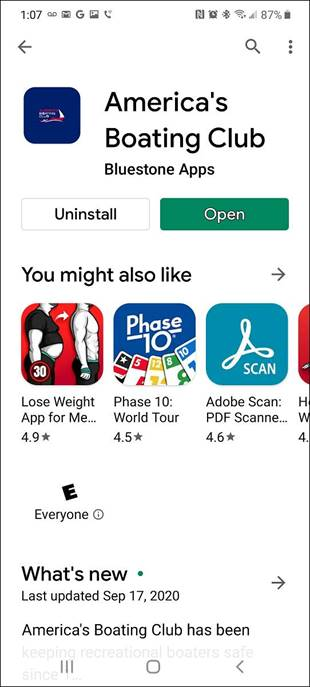 1:07 87%
America's
Boating Club
Bluestone Apps
Uninstall Open
You might also like
30
Phase 10
SCAN
Lose Weight
App for Me...
4.9★
Phase 10:
World Tour
4.5★
Adobe Scan:
PDF Scanne...
4.6★
H
W
4.
E
Everyone
What's new
Last updated Sep 17, 2020
America's Boating Club has been
keeping recreational boaters safe
since 1